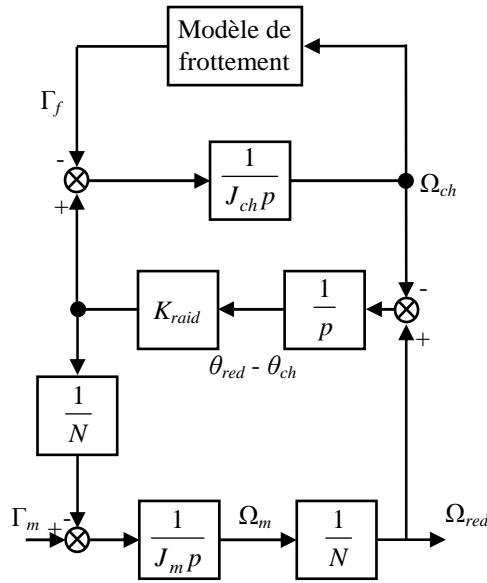 Modèle de
frottement
Γf
-
+
1
Jch p
Ωch
-
+
Kraid
1
p
θred - θch
1
N
Γm
+
-
1
Jm p
Ωm
1
N
Ωred